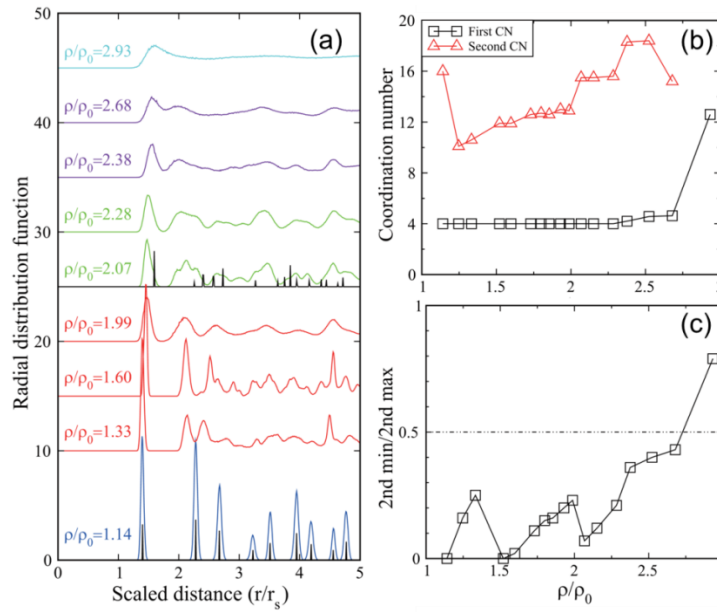 (a)
50
40
30
20
10
0
Radial distribution function
ρ/ρ₀=2.93
ρ/ρ₀=2.68
ρ/ρ₀=2.38
ρ/ρ₀=2.28
ρ/ρ₀=2.07
ρ/ρ₀=1.99
ρ/ρ₀=1.60
ρ/ρ₀=1.33
ρ/ρ₀=1.14
0 1 2 3 4 5
Scaled distance (r/rₛ)
(b)
First CN
Second CN
20
16
12
8
4
0
Coordination number
1 1.5 2 2.5 3
(c)
1
0.5
0
2nd min/2nd max
1 1.5 2 2.5
ρ/ρ₀